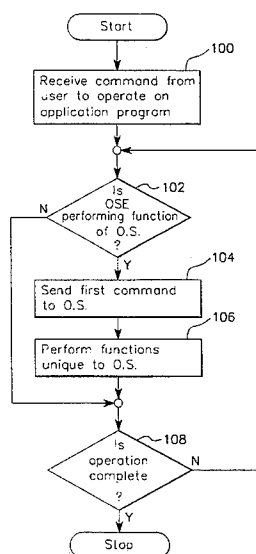 Start
100
Receive command from
user to operate on
application program
102
Is
OSE
performing function
of O.S.
?
N
Y
104
Send first command
to O.S.
106
Perform functions
unique to O.S.
108
Is
operation
complete
?
N
Y
Stop